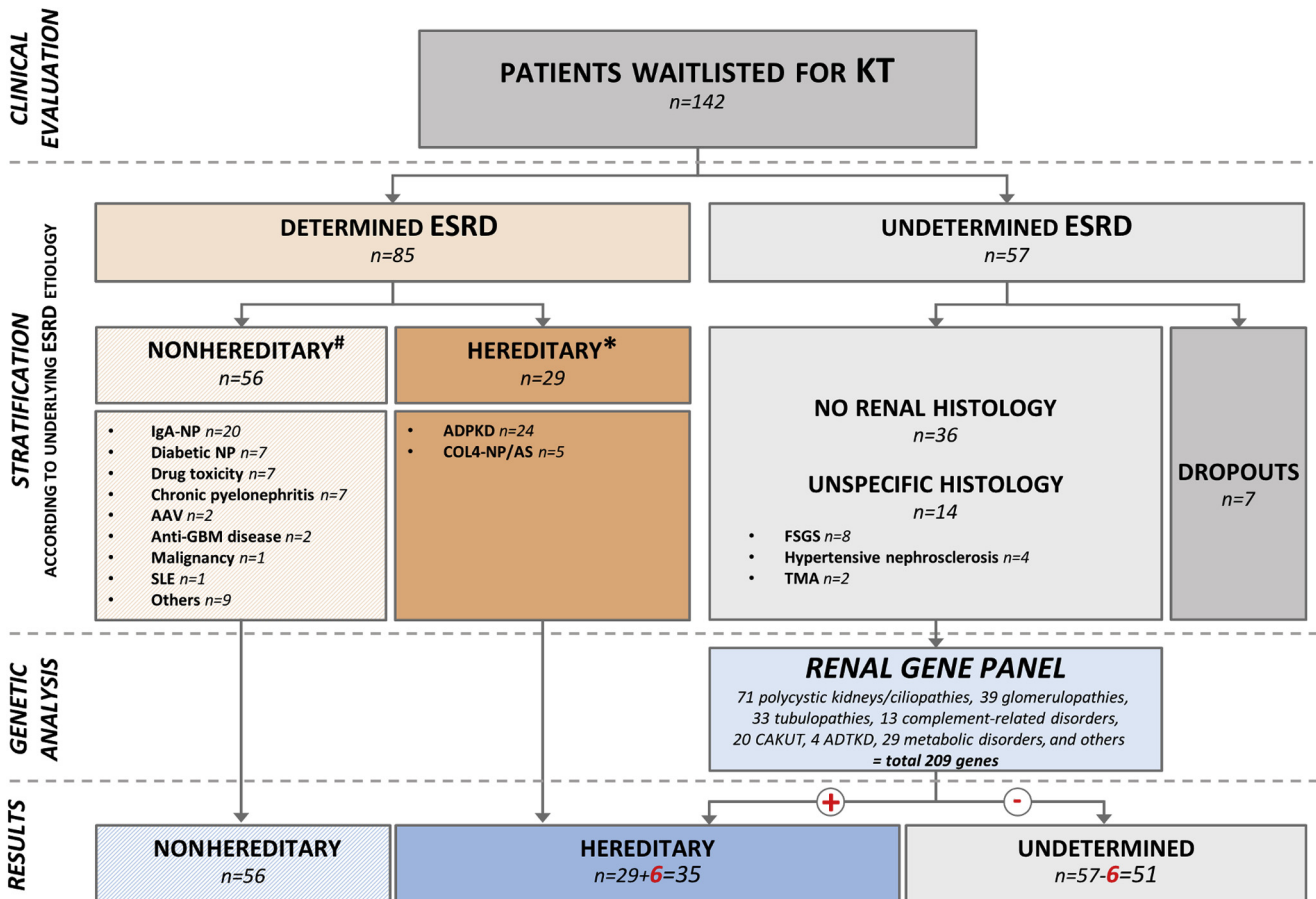 CLINICAL
EVALUATION
PATIENTS WAITLISTED FOR KT
n=142
STRATIFICATION
ACCORDING TO UNDERLYING ESRD ETIOLOGY
DETERMINED ESRD
n=85
UNDETERMINED ESRD
n=57
NONHEREDITARY#
n=56
HEREDITARY*
n=29
• IgA-NP n=20
• Diabetic NP n=7
• Drug toxicity n=7
• Chronic pyelonephritis n=7
• AAV n=2
• Anti-GBM disease n=2
• Malignancy n=1
• SLE n=1
• Others n=9
• ADPKD n=24
• COL4-NP/AS n=5
NO RENAL HISTOLOGY
n=36
UNSPECIFIC HISTOLOGY
n=14
• FSGS n=8
• Hypertensive nephrosclerosis n=4
• TMA n=2
DROPOUTS
n=7
GENETIC
ANALYSIS
RENAL GENE PANEL
71 polycystic kidneys/ciliopathies, 39 glomerulopathies,
33 tubulopathies, 13 complement-related disorders,
20 CAKUT, 4 ADTKD, 29 metabolic disorders, and others
= total 209 genes
+
-
RESULTS
NONHEREDITARY
n=56
HEREDITARY
n=29+6=35
UNDETERMINED
n=57-6=51